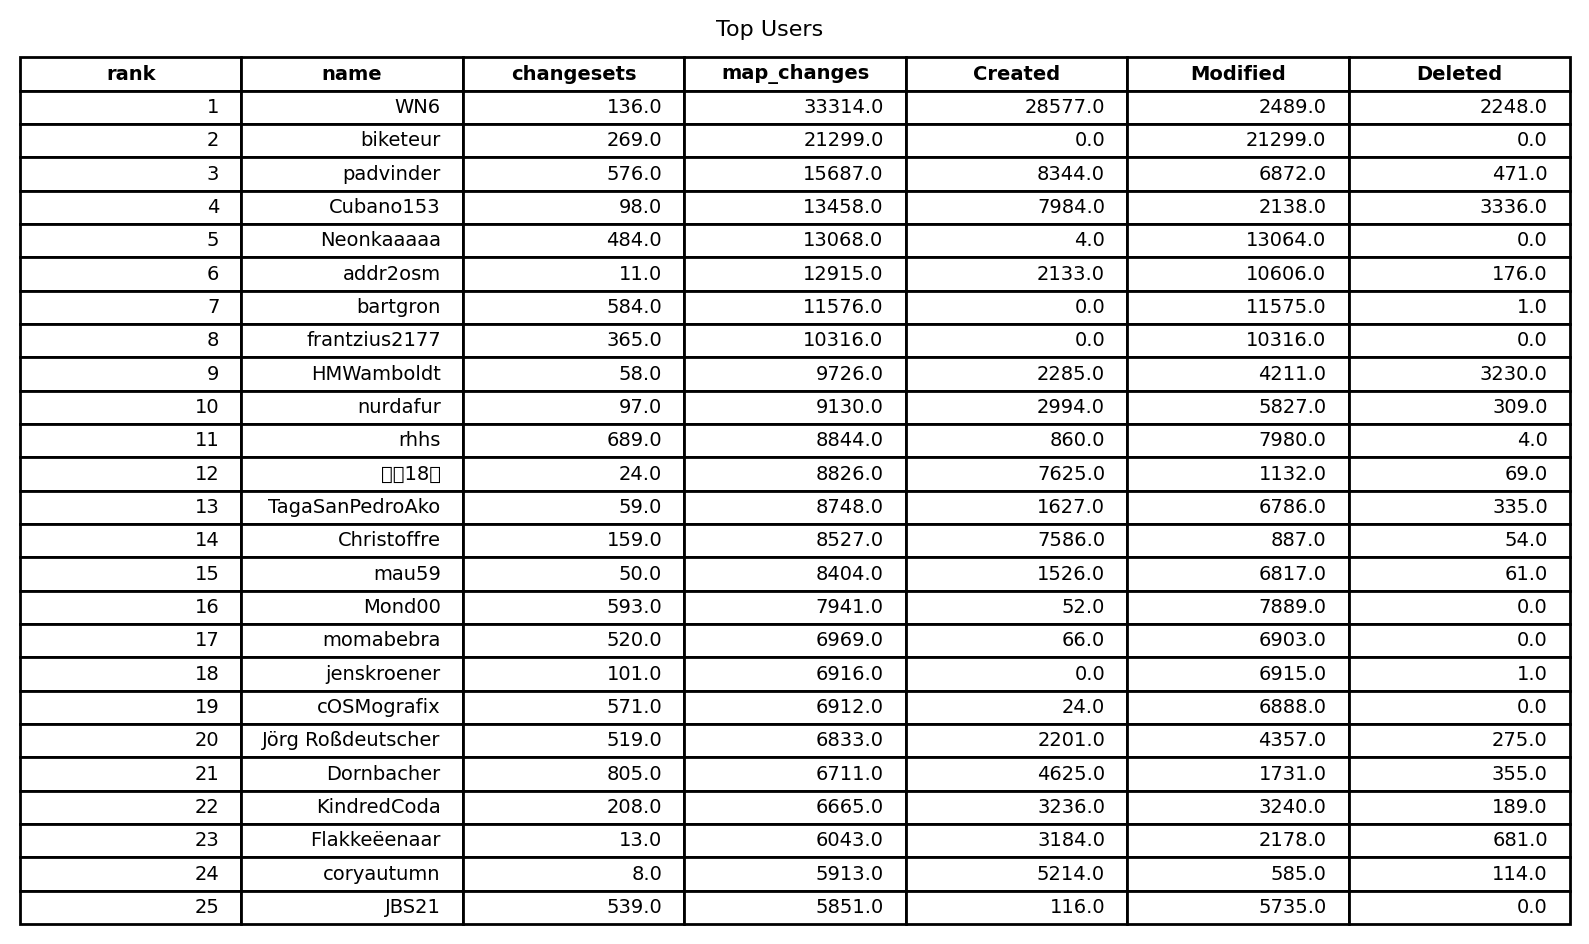 Top Users
rank name changesets map_changes Created Modified Deleted
1 WN6 136.0 33314.0 28577.0 2489.0 2248.0
2 biketeur 269.0 21299.0 0.0 21299.0 0.0
3 padvinder 576.0 15687.0 8344.0 6872.0 471.0
4 Cubano153 98.0 13458.0 7984.0 2138.0 3336.0
5 Neonkaaaaa 484.0 13068.0 4.0 13064.0 0.0
6 addr2osm 11.0 12915.0 2133.0 10606.0 176.0
7 bartgron 584.0 11576.0 0.0 11575.0 1.0
8 frantzius2177 365.0 10316.0 0.0 10316.0 0.0
9 HMWamboldt 58.0 9726.0 2285.0 4211.0 3230.0
10 nurdafur 97.0 9130.0 2994.0 5827.0 309.0
11 rhhs 689.0 8844.0 860.0 7980.0 4.0
12 18 24.0 8826.0 7625.0 1132.0 69.0
13 TagaSanPedroAko 59.0 8748.0 1627.0 6786.0 335.0
14 Christoffre 159.0 8527.0 7586.0 887.0 54.0
15 mau59 50.0 8404.0 1526.0 6817.0 61.0
16 Mond00 593.0 7941.0 52.0 7889.0 0.0
17 momabebra 520.0 6969.0 66.0 6903.0 0.0
18 jenskroener 101.0 6916.0 0.0 6915.0 1.0
19 cOSMografix 571.0 6912.0 24.0 6888.0 0.0
20 Jörg Roßdeutscher 519.0 6833.0 2201.0 4357.0 275.0
21 Dornbacher 805.0 6711.0 4625.0 1731.0 355.0
22 KindredCoda 208.0 6665.0 3236.0 3240.0 189.0
23 Flakkeëenaar 13.0 6043.0 3184.0 2178.0 681.0
24 coryautumn 8.0 5913.0 5214.0 585.0 114.0
25 JBS21 539.0 5851.0 116.0 5735.0 0.0